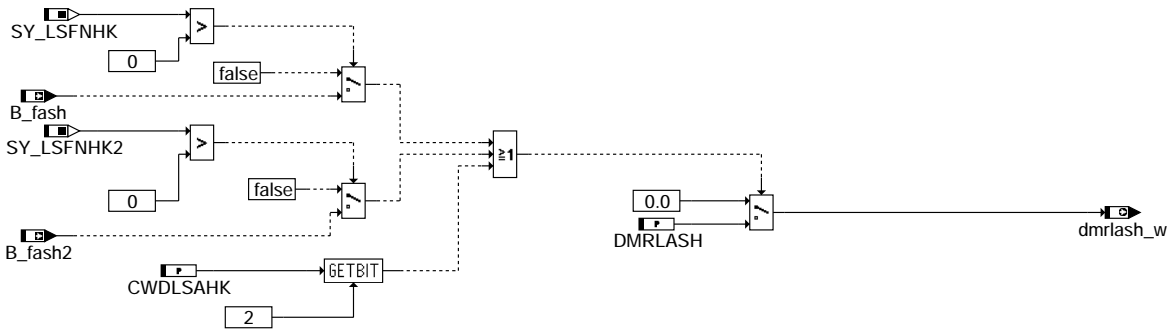 SY_LSFNHK
>
0
false
B_fash
SY_LSFNHK2
>
≥1
0
false
0.0
P
DMRLASH
dmrlash_w
B_fash2
P
GETBIT
CWDLSAHK
2